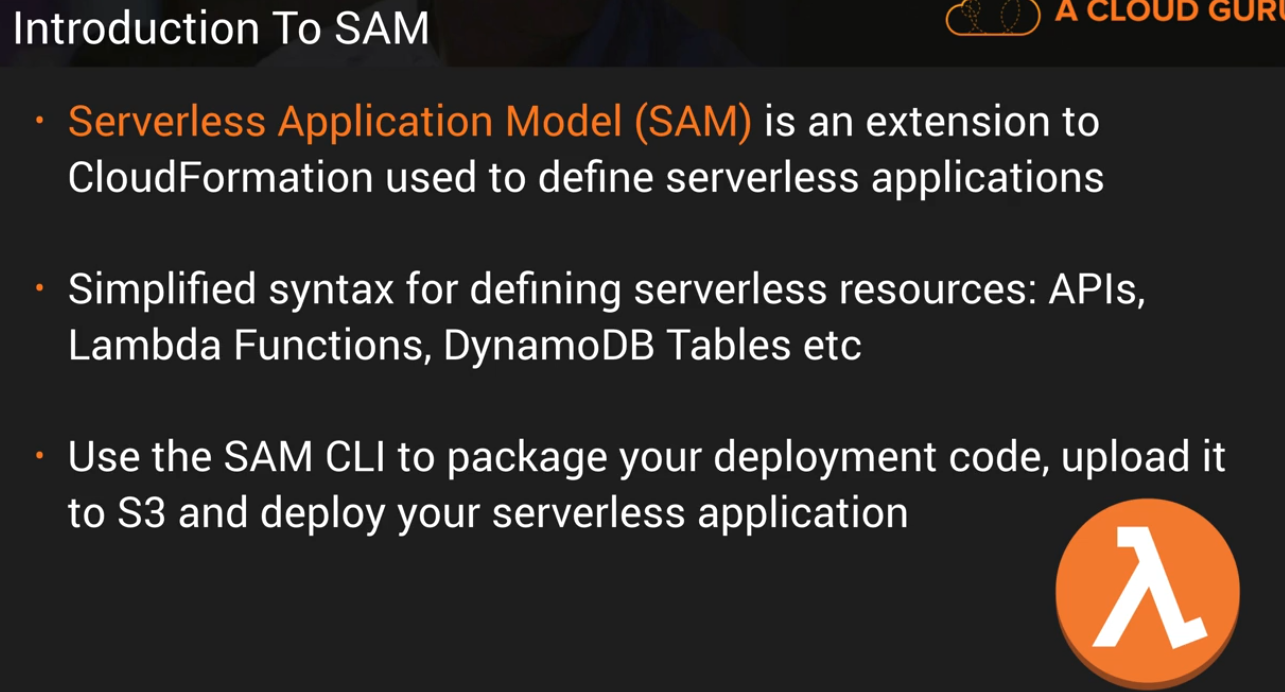 Introduction To SAM
A CLOUD GURU
• Serverless Application Model (SAM) is an extension to
CloudFormation used to define serverless applications
• Simplified syntax for defining serverless resources: APIs,
Lambda Functions, DynamoDB Tables etc
• Use the SAM CLI to package your deployment code, upload it
to S3 and deploy your serverless application
λ